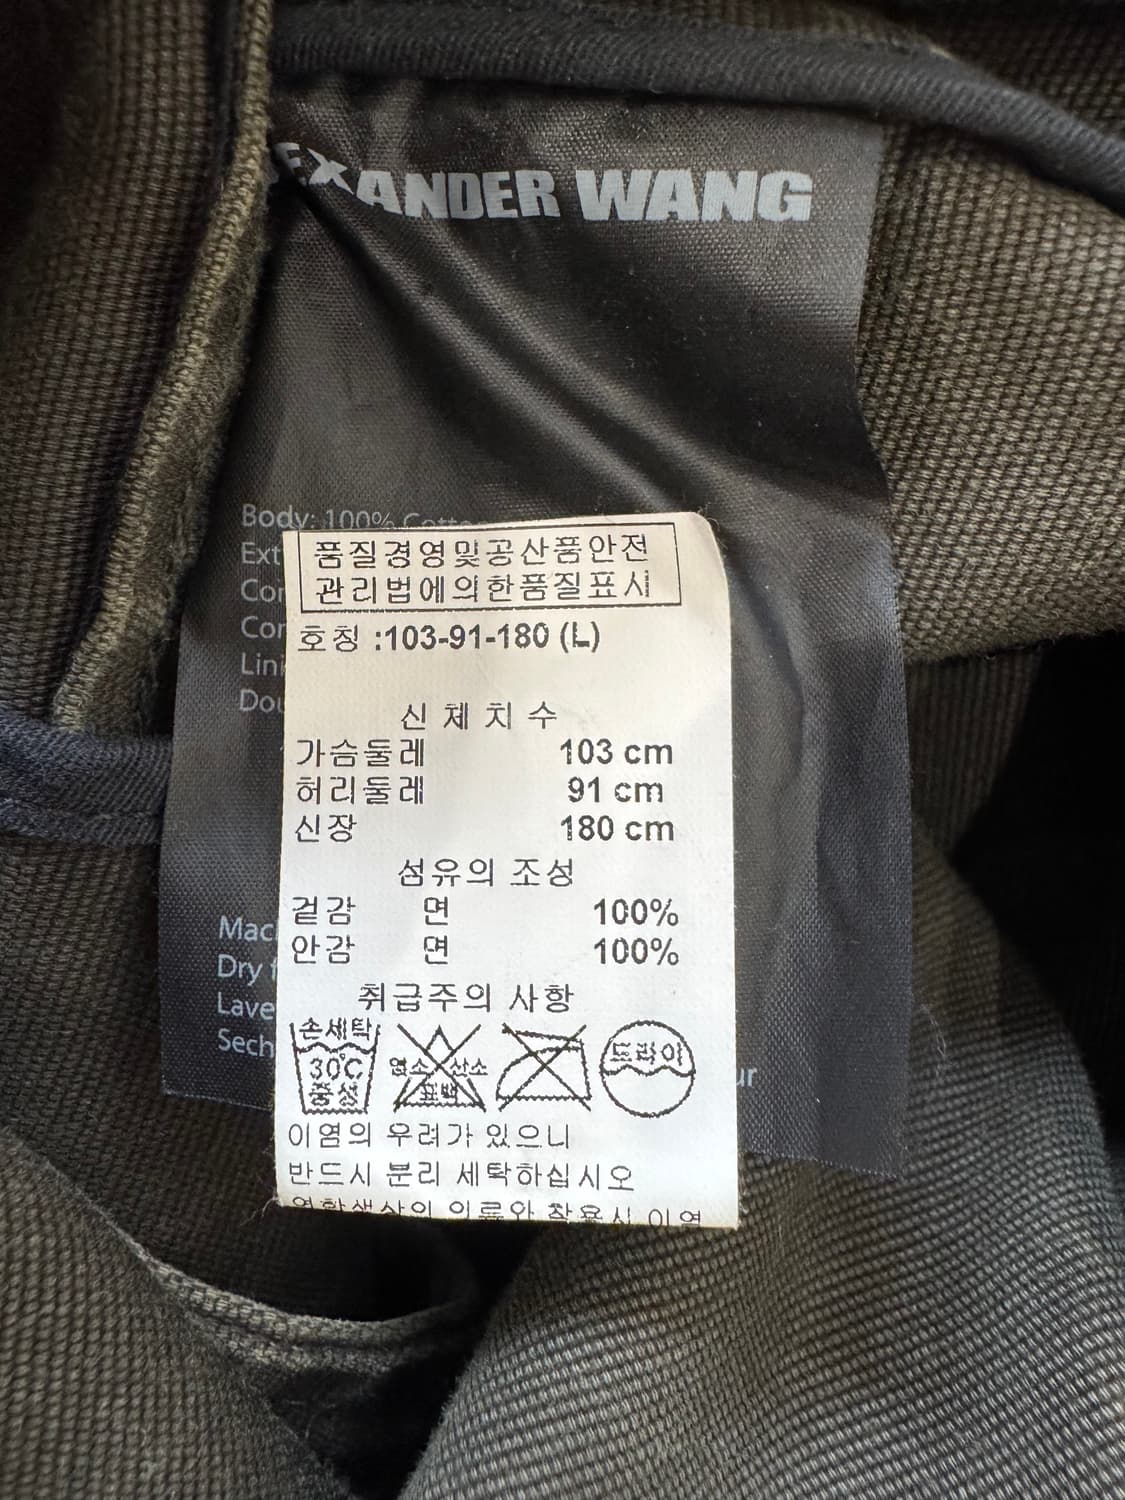 EXANDER WANG
Body: 100%
품질경영및공산품안전
관리법에의한품질표시
호칭 :103-91-180 (L)
신 체 치 수
가슴둘레 103 cm
허리둘레 91 cm
신장 180 cm
섬유의 조성
겉감 면 100%
안감 면 100%
취급주의 사항
손세탁
30℃
중성
염소 산소
표백
드라이
이염의 우려가 있으니
반드시 분리 세탁하십시오
Dry